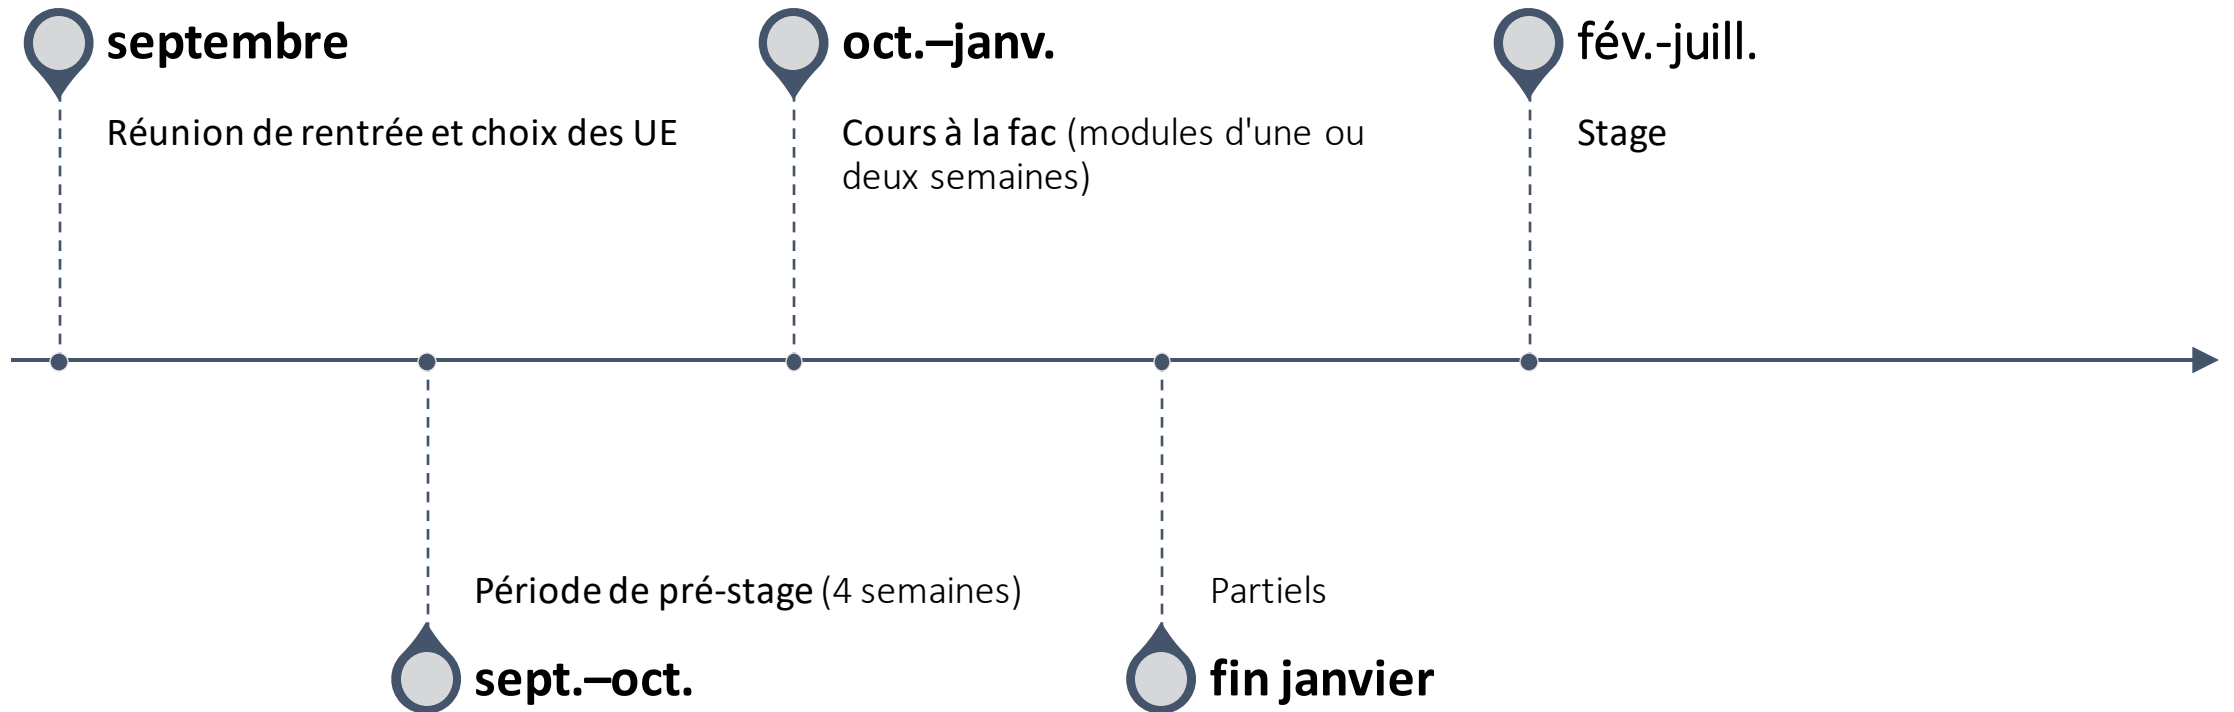 septembre
Réunion de rentrée et choix des UE
oct.–janv.
Cours à la fac (modules d'une ou
deux semaines)
fév.-juill.
Stage
Période de pré-stage (4 semaines)
sept.–oct.
Partiels
fin janvier